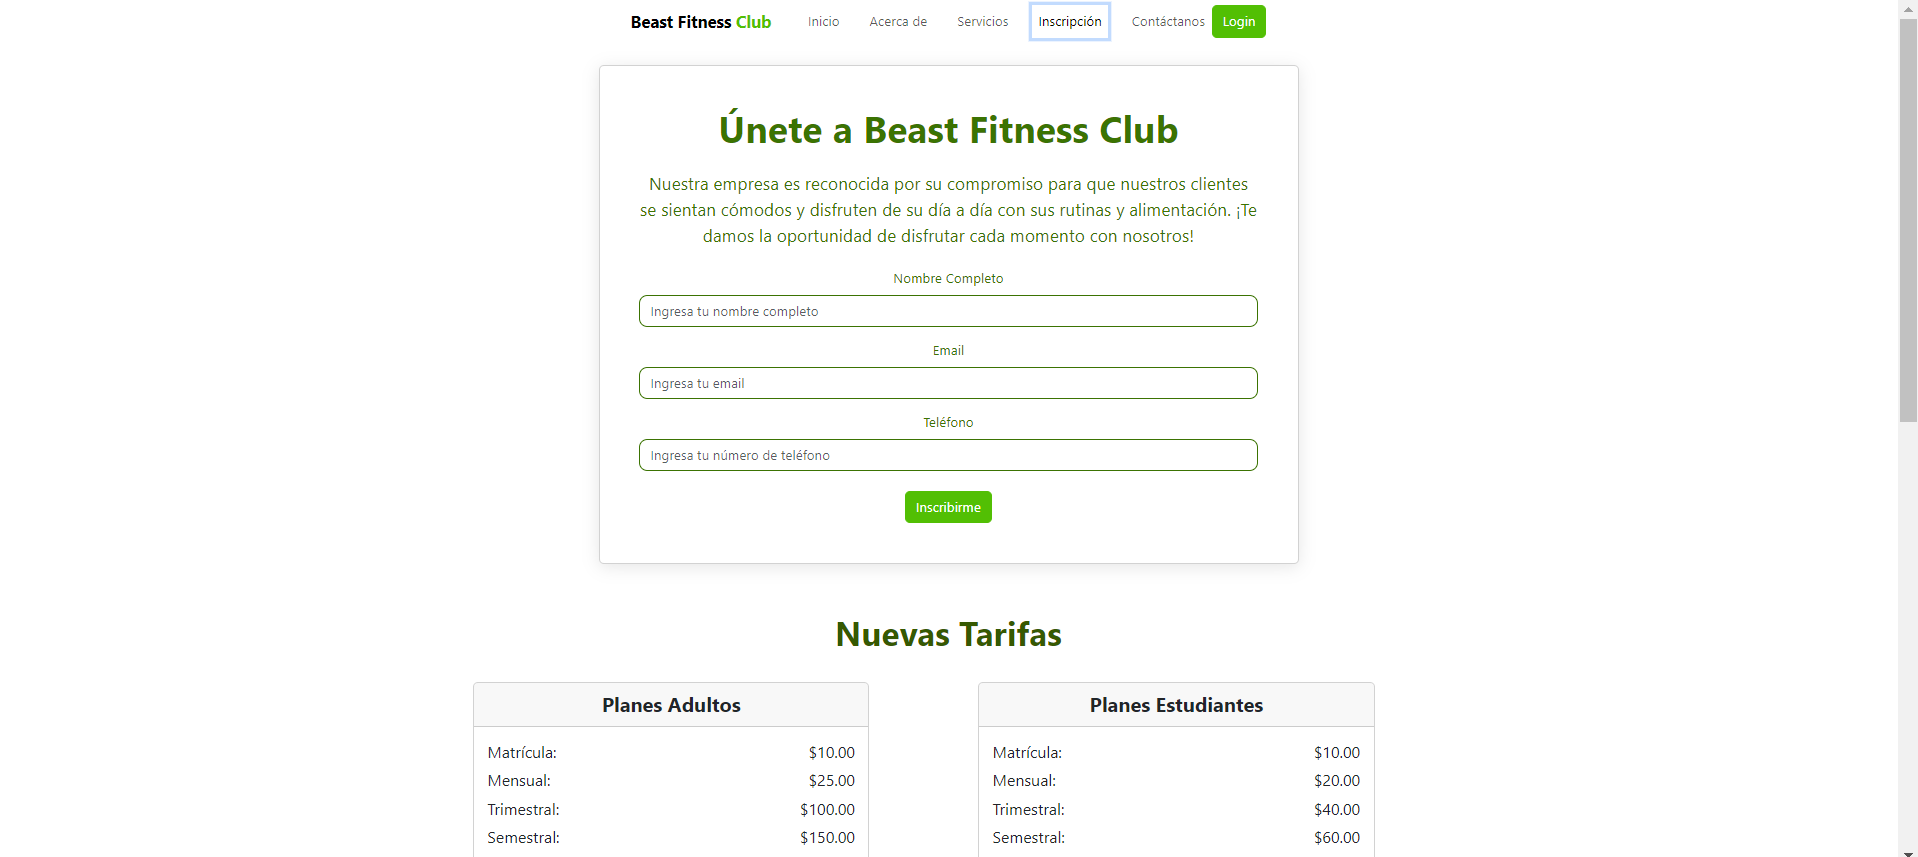 Beast Fitness Club Inicio Acerca de Servicios Inscripción Contáctanos Login
Únete a Beast Fitness Club
Nuestra empresa es reconocida por su compromiso para que nuestros clientes
se sientan cómodos y disfruten de su día a día con sus rutinas y alimentación. ¡Te
damos la oportunidad de disfrutar cada momento con nosotros!
Nombre Completo
Ingresa tu nombre completo
Email
Ingresa tu email
Teléfono
Ingresa tu número de teléfono
Inscribirme
Nuevas Tarifas
Planes Adultos
Matrícula: $10.00
Mensual: $25.00
Trimestral: $100.00
Semestral: $150.00
Planes Estudiantes
Matrícula: $10.00
Mensual: $20.00
Trimestral: $40.00
Semestral: $60.00